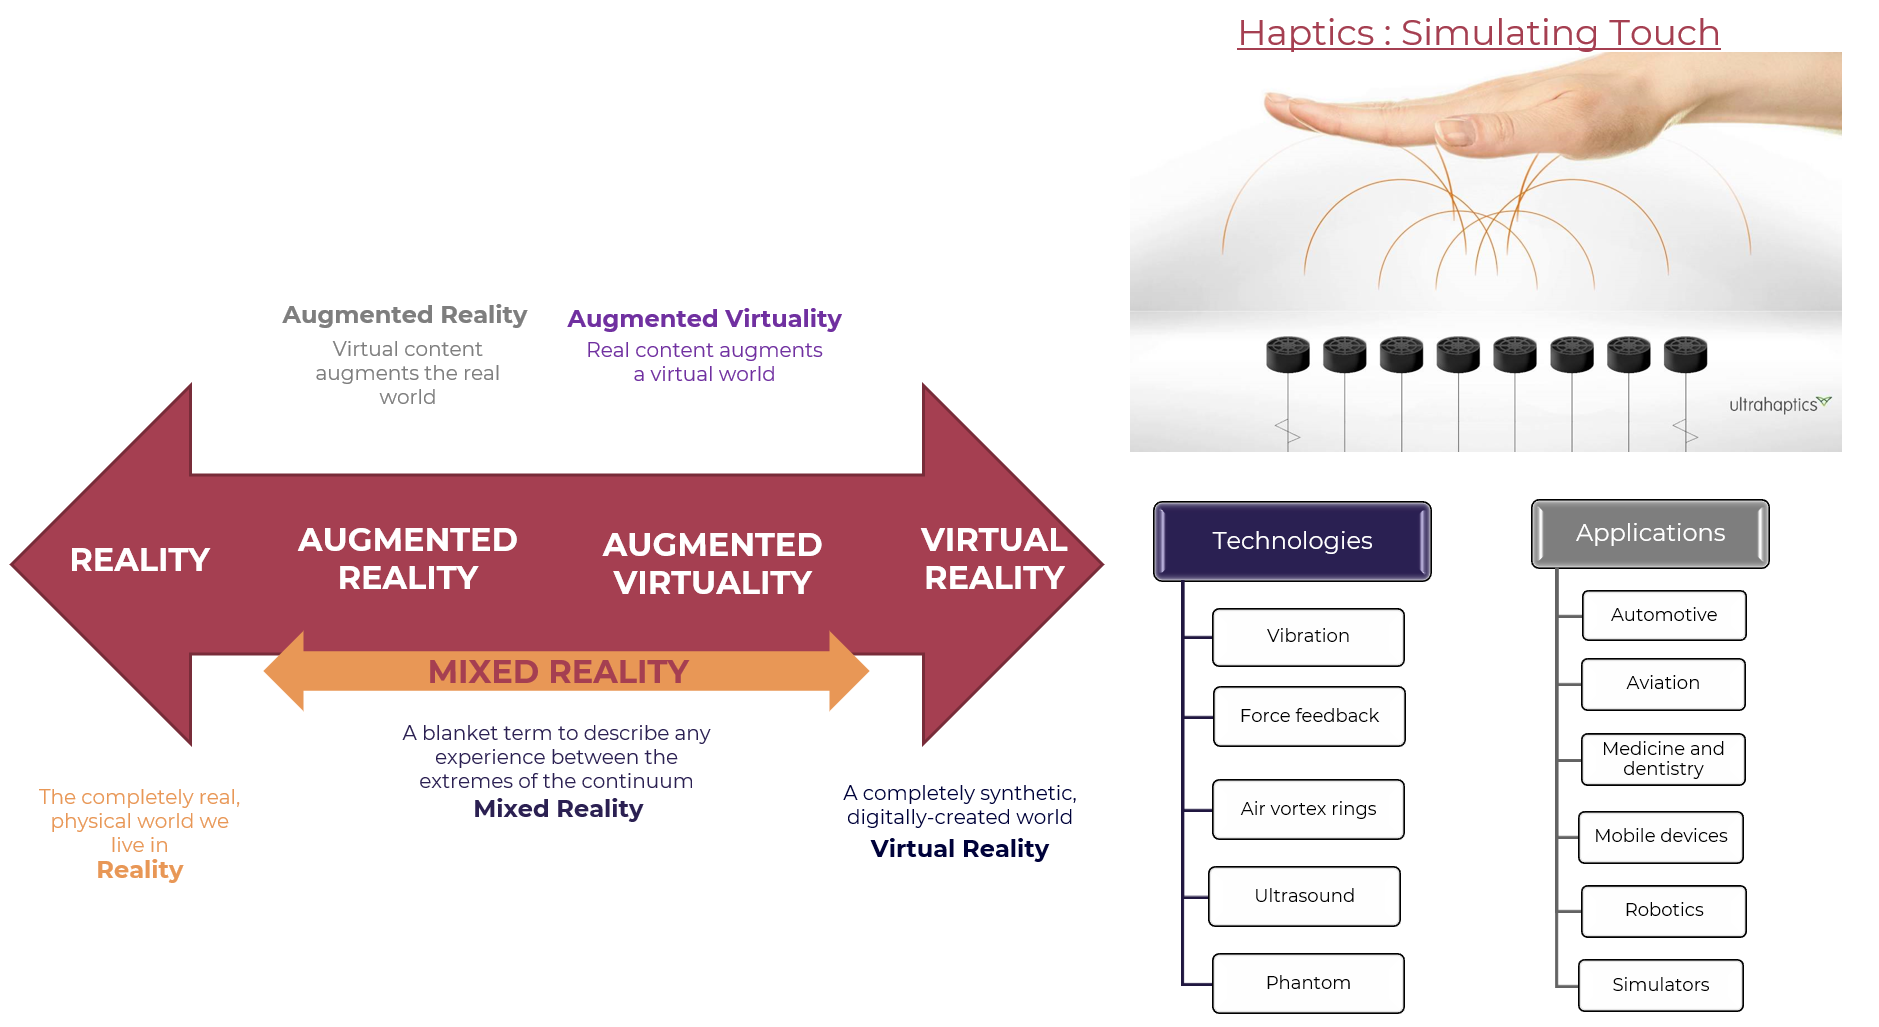 Haptics : Simulating Touch
Augmented Reality
Virtual content
augments the real
world
Augmented Virtuality
Real content augments
a virtual world
REALITY
AUGMENTED
REALITY
AUGMENTED
VIRTUALITY
VIRTUAL
REALITY
MIXED REALITY
A blanket term to describe any
experience between the
extremes of the continuum
Mixed Reality
The completely real,
physical world we
live in
Reality
A completely synthetic,
digitally-created world
Virtual Reality
ultrahaptics
Technologies
Vibration
Force feedback
Air vortex rings
Ultrasound
Phantom
Applications
Automotive
Aviation
Medicine and
dentistry
Mobile devices
Robotics
Simulators